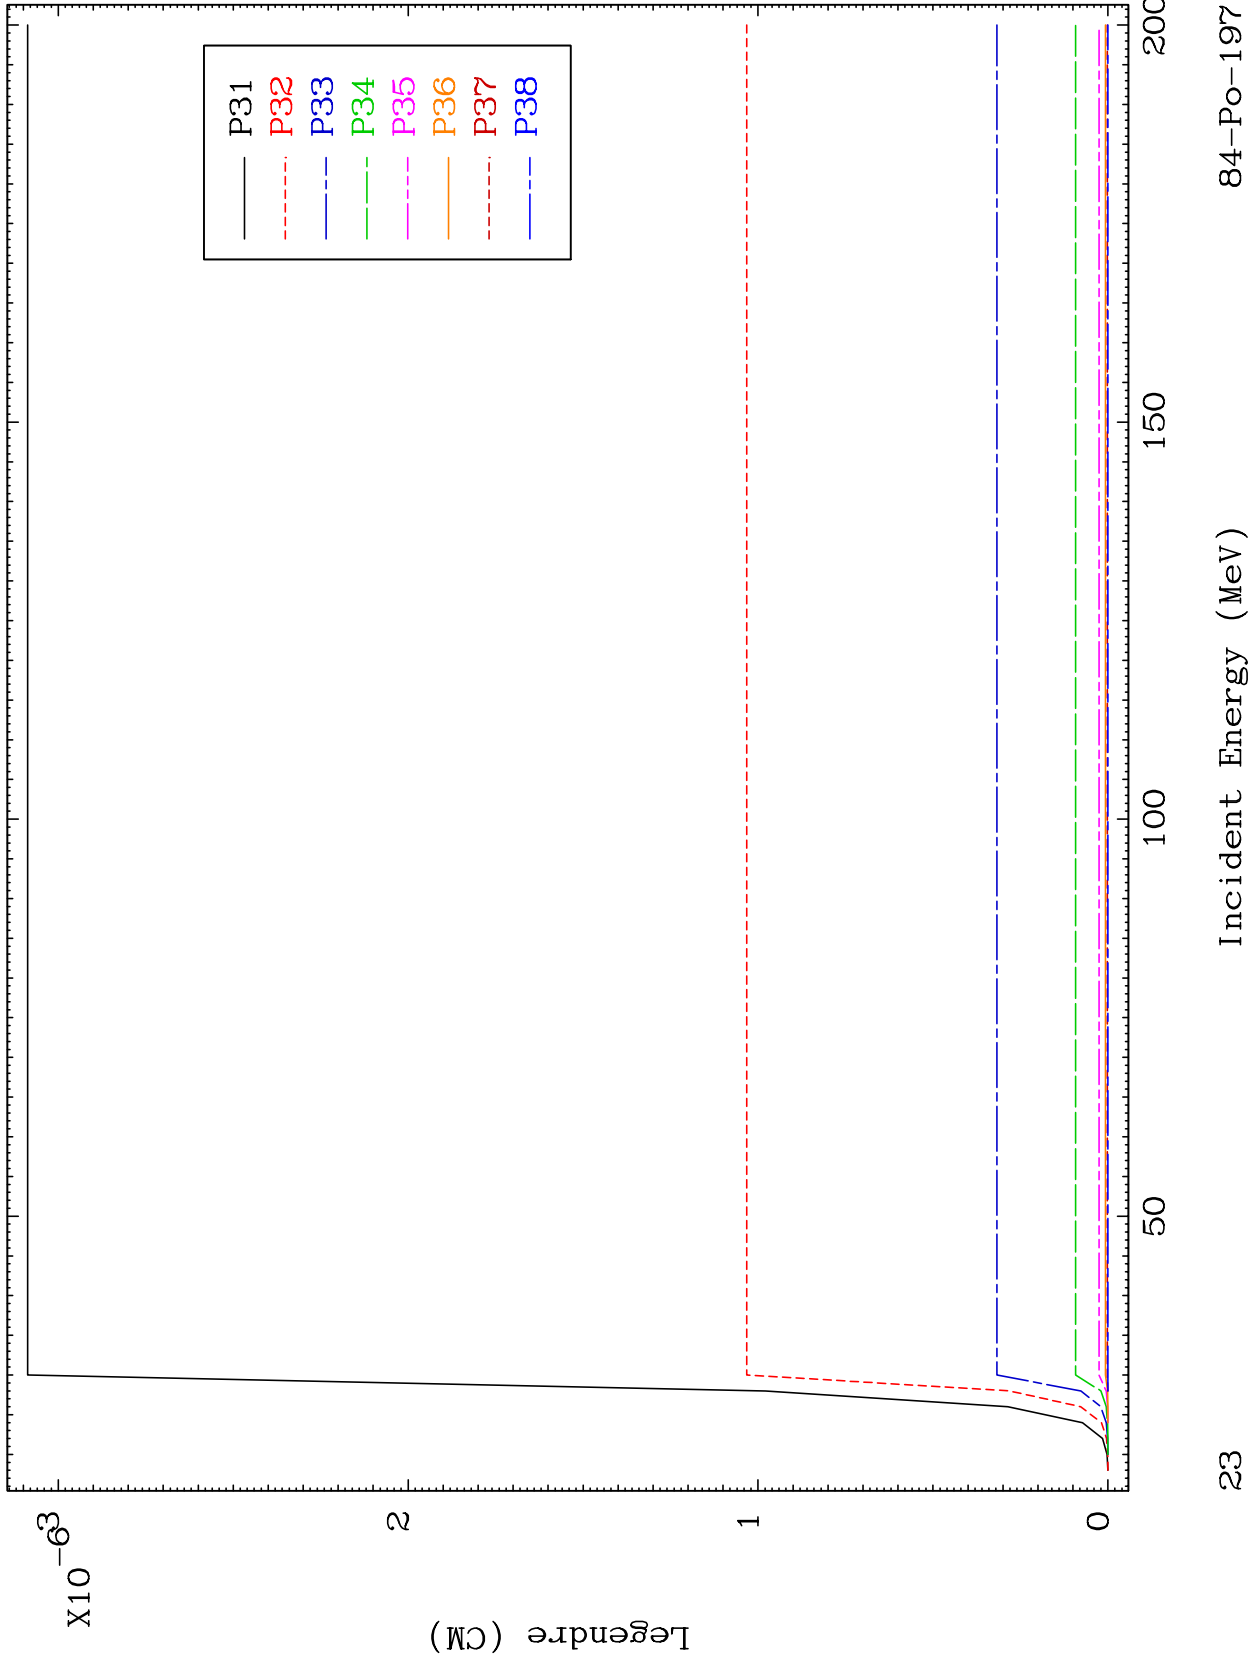 X10
-6
3
2
1
0
Legendre (CM)
P31
P32
P33
P34
P35
P36
P37
P38
50
100
150
200
Incident Energy (MeV)
23
84-Po-197